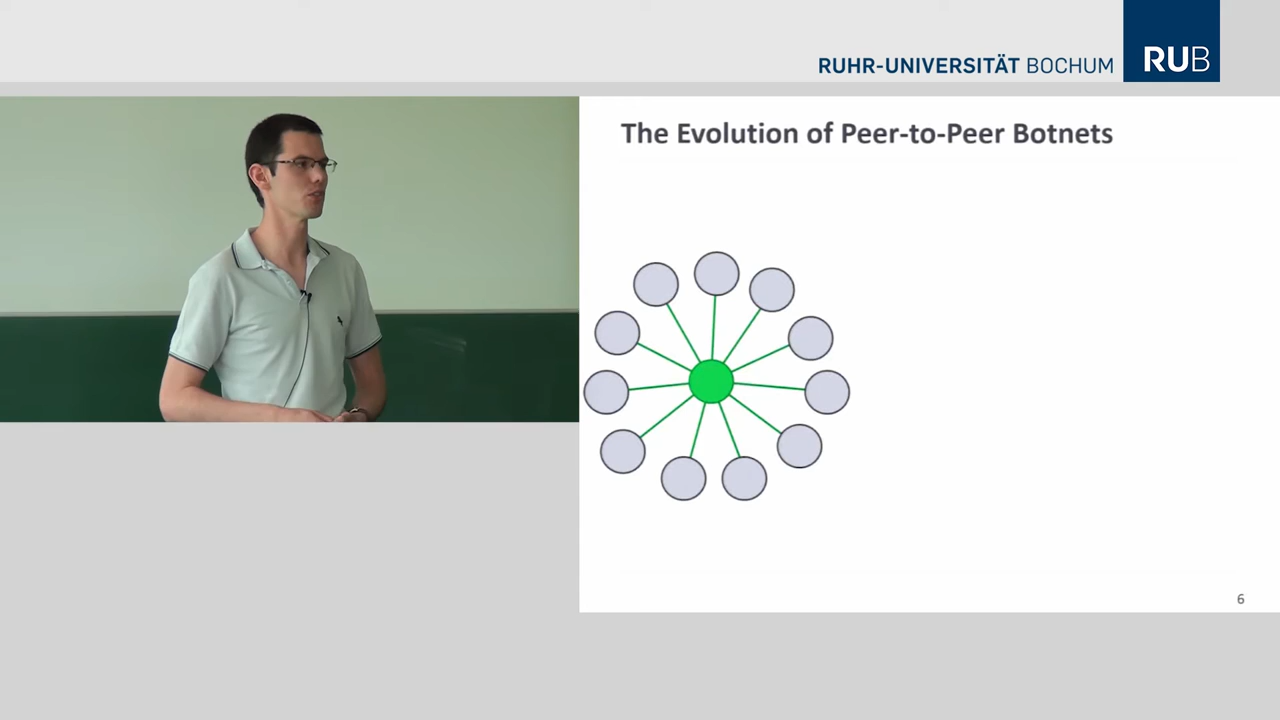 RUHR-UNIVERSITÄT BOCHUM
RUB
The Evolution of Peer-to-Peer Botnets
6